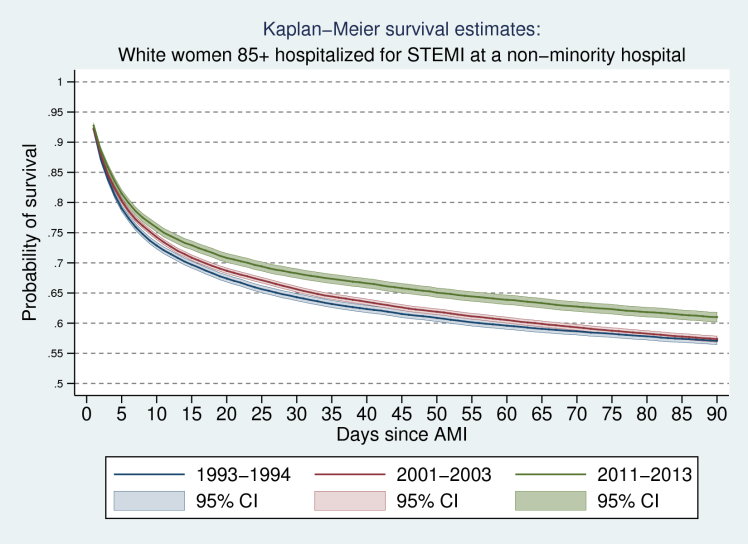 Kaplan−Meier survival estimates:
White women 85+ hospitalized for STEMI at a non−minority hospital
Probability of survival
1
.95
.9
.85
.8
.75
.7
.65
.6
.55
.5
0 5 10 15 20 25 30 35 40 45 50 55 60 65 70 75 80 85 90
Days since AMI
1993−1994 2001−2003 2011−2013
95% CI 95% CI 95% CI